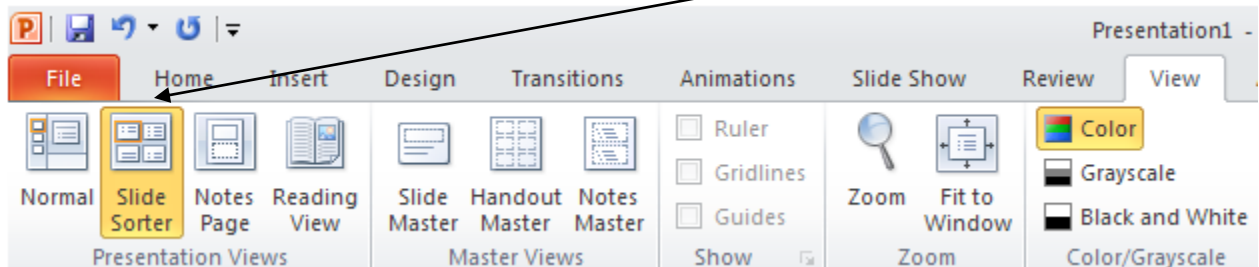 P Presentation1 -
File Home Insert Design Transitions Animations Slide Show Review View
Normal Slide Sorter Notes Page Reading View Slide Master Handout Master Notes Master Ruler Gridlines Guides Zoom Fit to Window Color Grayscale Black and White
Presentation Views Master Views Show Zoom Color/Grayscale